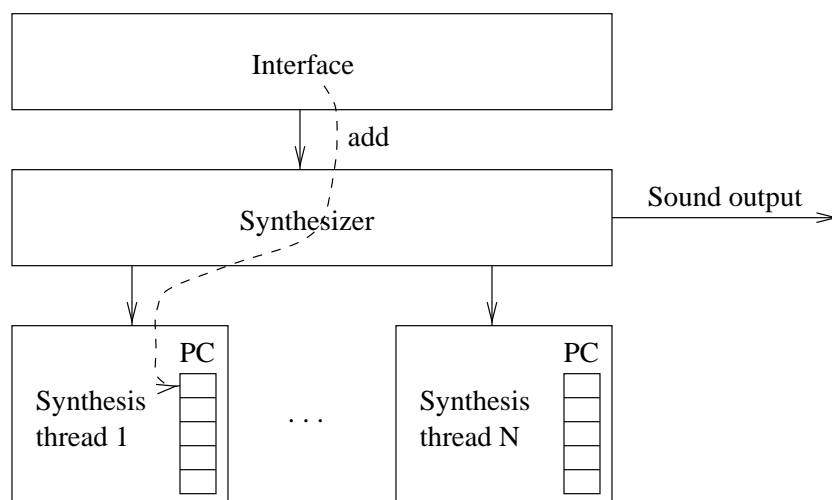 Interface
add
Synthesizer
Sound output
PC
Synthesis
thread 1
. . .
PC
Synthesis
thread N